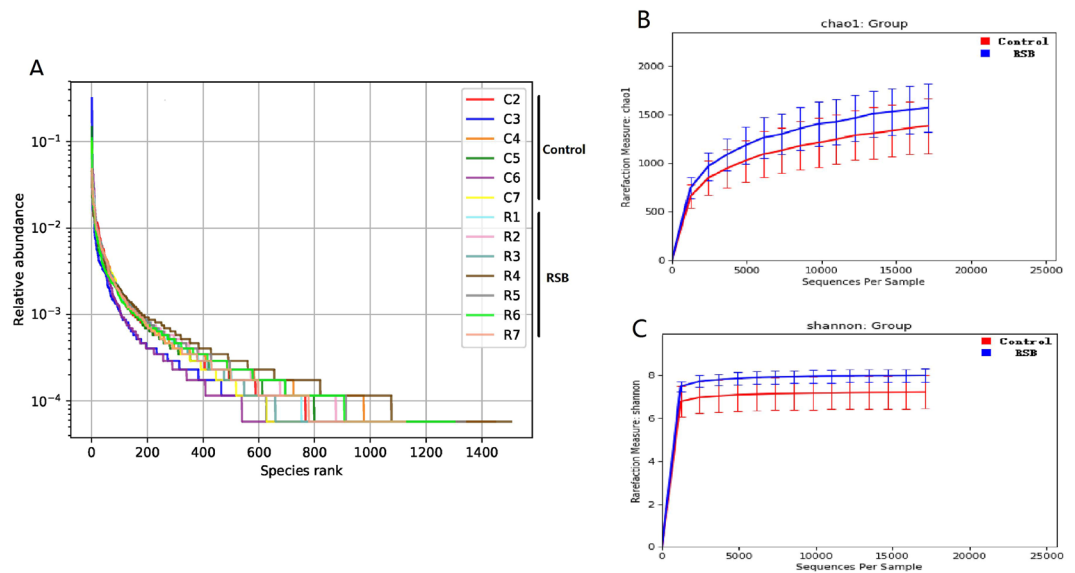 A
Relative abundance
10⁻¹
10⁻²
10⁻³
10⁻⁴
0 200 400 600 800 1000 1200 1400
Species rank
C2
C3
C4
C5
C6
C7
R1
R2
R3
R4
R5
R6
R7
Control
RSB
B
chao1: Group
Control
RSB
Rarefaction Measure: chao1
2000
1500
1000
500
0
0 5000 10000 15000 20000 25000
Sequences Per Sample
C
shannon: Group
Control
RSB
Rarefaction Measure: shannon
8
6
4
2
0
0 5000 10000 15000 20000 25000
Sequences Per Sample